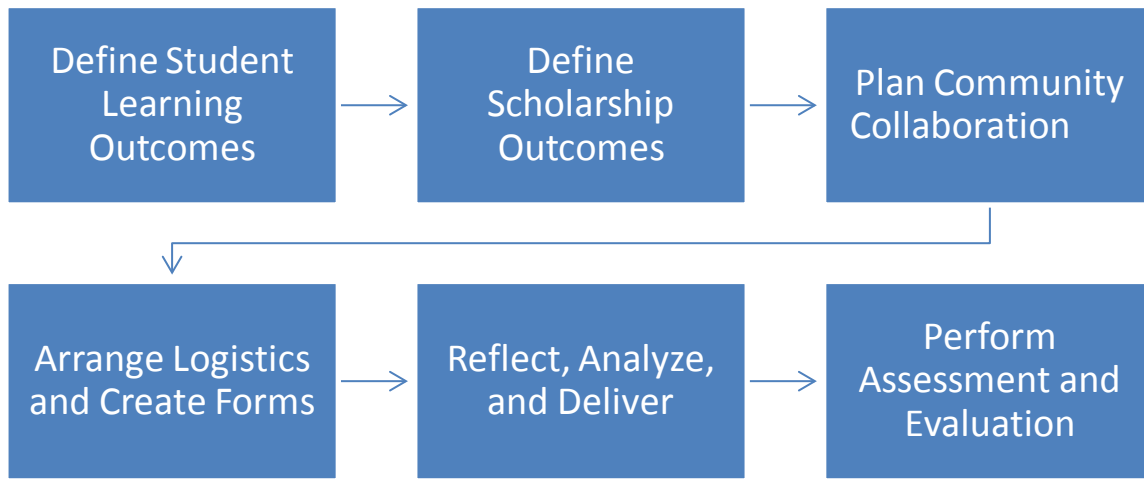 Define Student
Learning
Outcomes
Define
Scholarship
Outcomes
Plan Community
Collaboration
Arrange Logistics
and Create Forms
Reflect, Analyze,
and Deliver
Perform
Assessment and
Evaluation